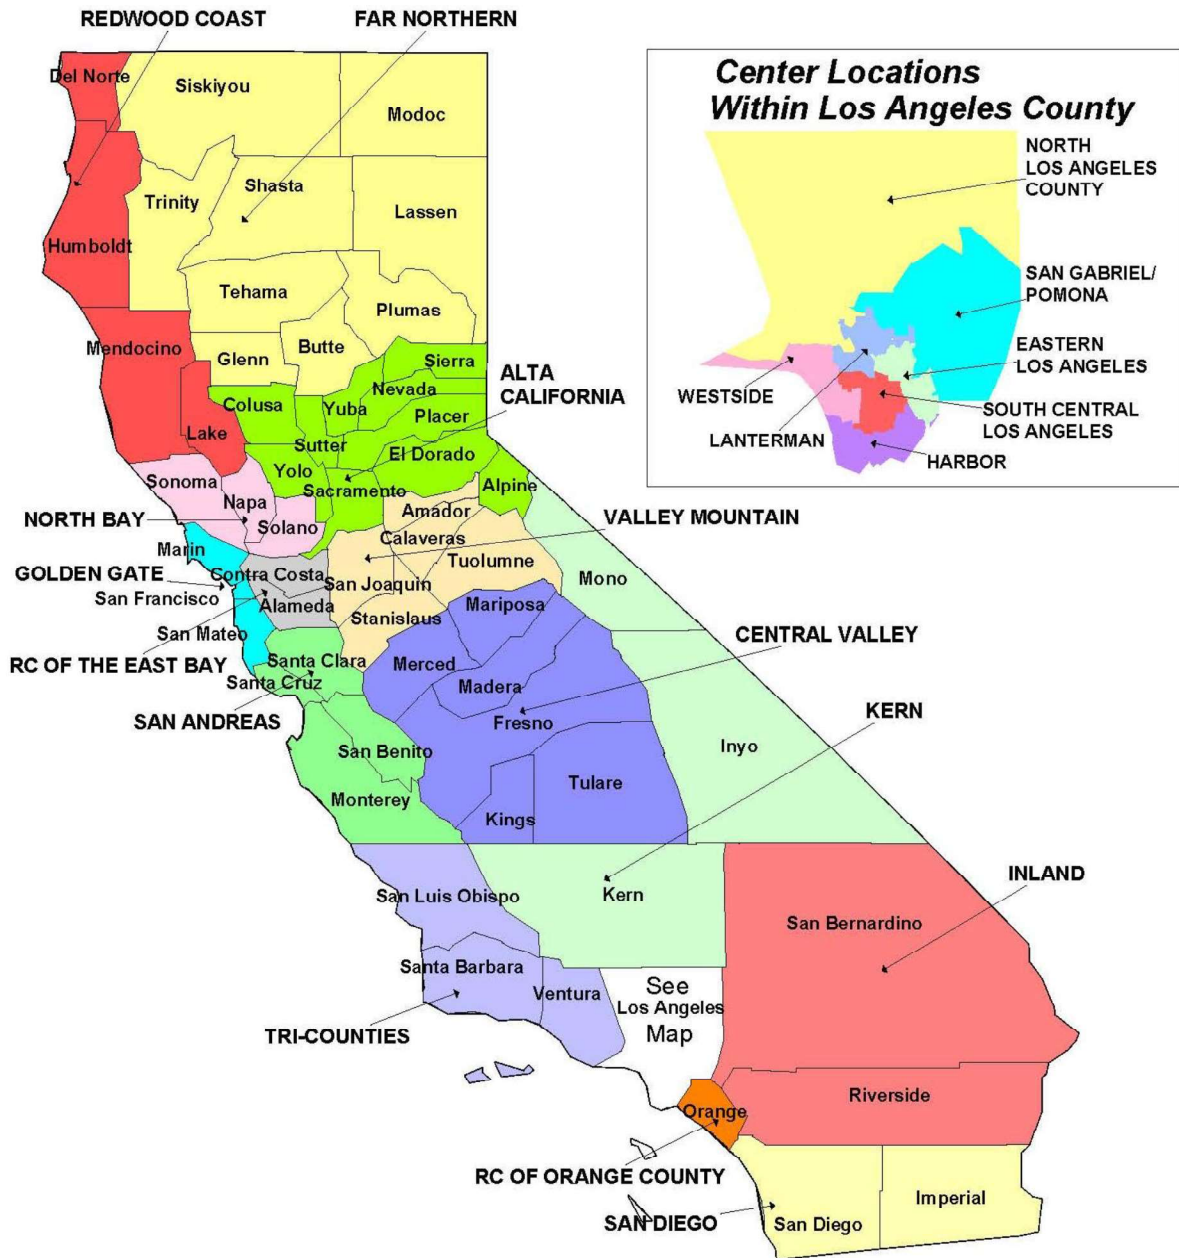 REDWOOD COAST
FAR NORTHERN
Del Norte
Siskiyou
Modoc
Trinity
Shasta
Lassen
Humboldt
Tehama
Plumas
Mendocino
Glenn
Butte
Sierra
Nevada
ALTA
CALIFORNIA
Colusa
Yuba
Placer
Lake
Sutter
El Dorado
Yolo
Sonoma
Sacramento
Alpine
Napa
Amador
NORTH BAY
Solano
VALLEY MOUNTAIN
Calaveras
Marin
Tuolumne
GOLDEN GATE
Contra Costa
San Joaquin
Mono
San Francisco
Alameda
Mariposa
Stanislaus
San Mateo
CENTRAL VALLEY
RC OF THE EAST BAY
Santa Clara
Merced
Santa Cruz
Madera
SAN ANDREAS
Fresno
KERN
San Benito
Inyo
Tulare
Monterey
Kings
INLAND
San Luis Obispo
Kern
San Bernardino
Santa Barbara
Ventura
See
Los Angeles
Map
TRI-COUNTIES
Riverside
Orange
RC OF ORANGE COUNTY
Imperial
SAN DIEGO
San Diego
Center Locations
Within Los Angeles County
NORTH
LOS ANGELES
COUNTY
SAN GABRIEL/
POMONA
EASTERN
LOS ANGELES
WESTSIDE
SOUTH CENTRAL
LOS ANGELES
LANTERMAN
HARBOR